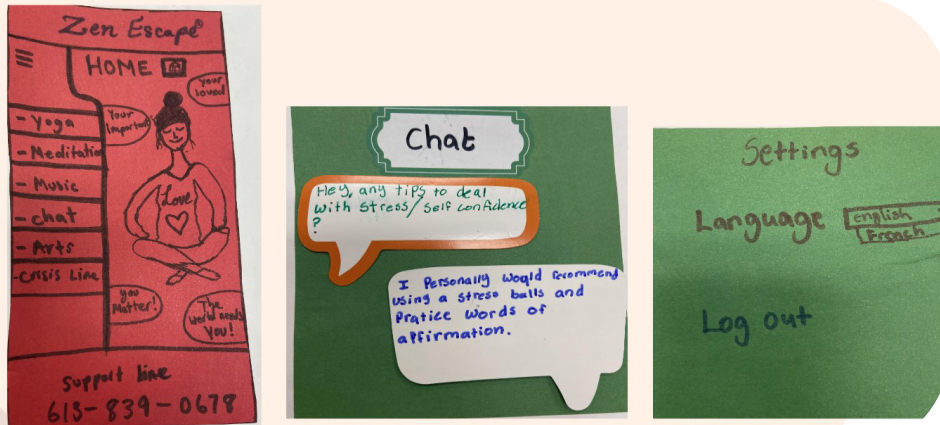 Zen Escape
HOME
your
loved
Your
Important
- Yoga
- Meditation
- Music
- chat
- Arts
- Crisis Line
Love
you
Matter!
The
world needs
You!
support line
613-839-0678
Chat
Hey, any tips to deal
with stress/self confidence
?
I Personally would recommend
using a stress balls and
Pratice words of
affirmation.
Settings
Language
english
French
Log out